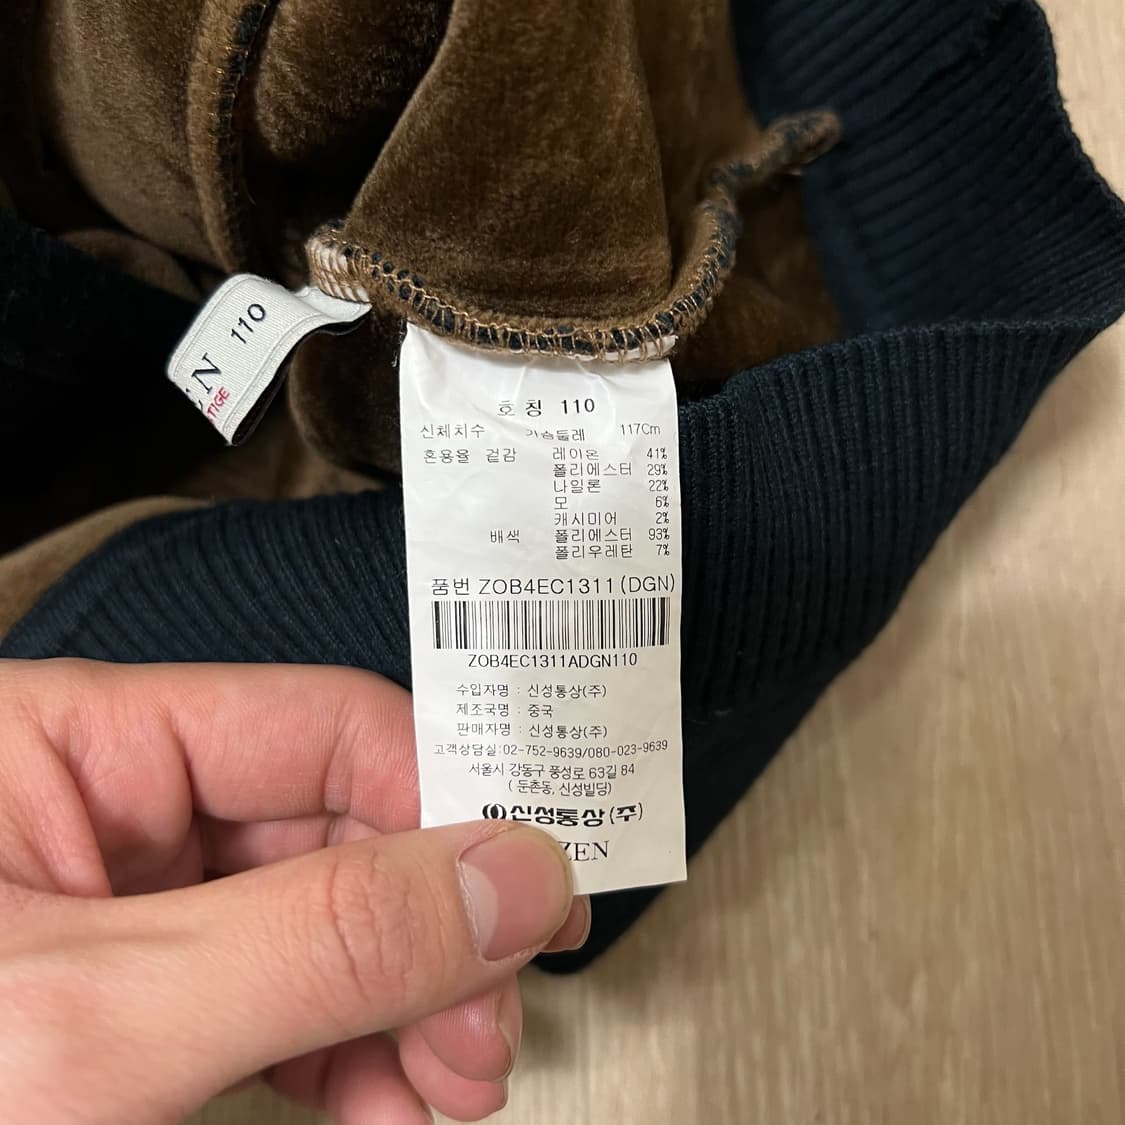 110
TIGE
호칭 110
신체치수 가슴둘레 117Cm
혼용율 겉감 레이온 41%
폴리에스터 29%
나일론 22%
모 6%
캐시미어 2%
배색 폴리에스터 93%
폴리우레탄 7%
품번 ZOB4EC1311(DGN)
ZOB4EC1311ADGN110
수입자명 : 신성통상(주)
제조국명 : 중국
판매자명 : 신성통상(주)
고객상담실:02-752-9639/080-023-9639
서울시 강동구 풍성로 63길 84
( 둔촌동, 신성빌딩)
신성통상(주)
ZEN